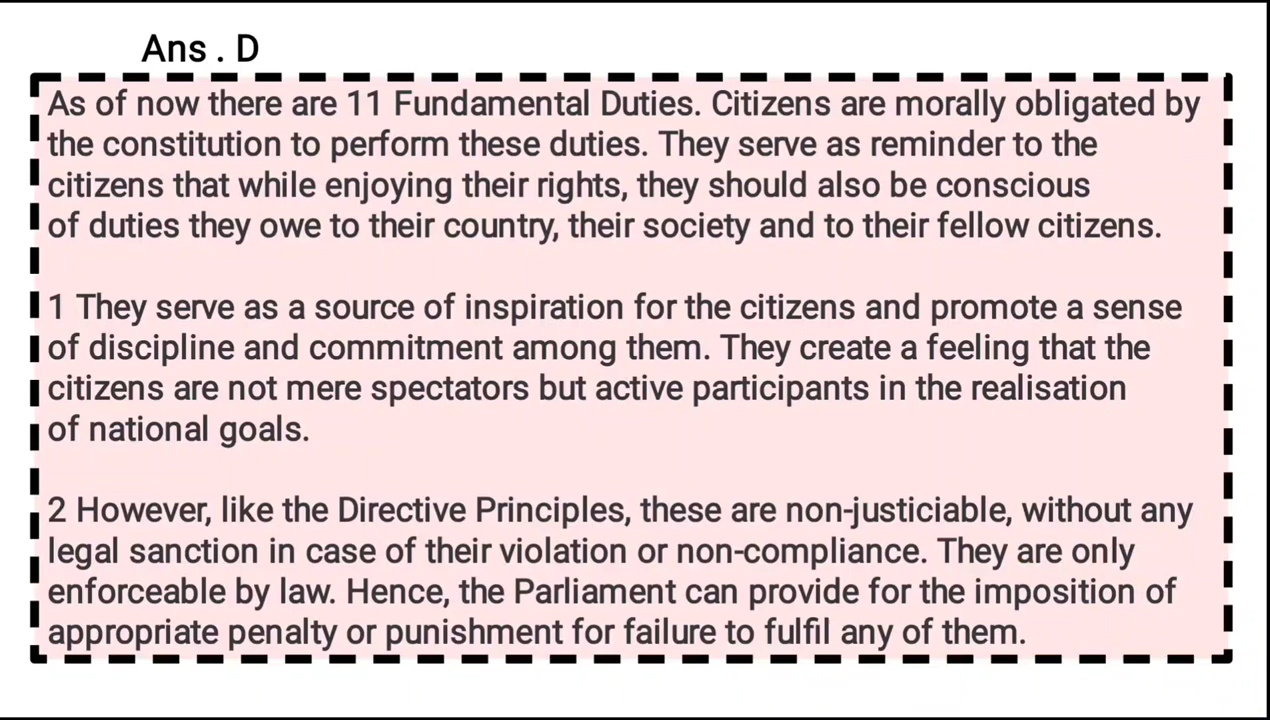 Ans . D
As of now there are 11 Fundamental Duties. Citizens are morally obligated by
the constitution to perform these duties. They serve as reminder to the
citizens that while enjoying their rights, they should also be conscious
of duties they owe to their country, their society and to their fellow citizens.
1 They serve as a source of inspiration for the citizens and promote a sense
of discipline and commitment among them. They create a feeling that the
citizens are not mere spectators but active participants in the realisation
of national goals.
2 However, like the Directive Principles, these are non-justiciable, without any
legal sanction in case of their violation or non-compliance. They are only
enforceable by law. Hence, the Parliament can provide for the imposition of
appropriate penalty or punishment for failure to fulfil any of them.